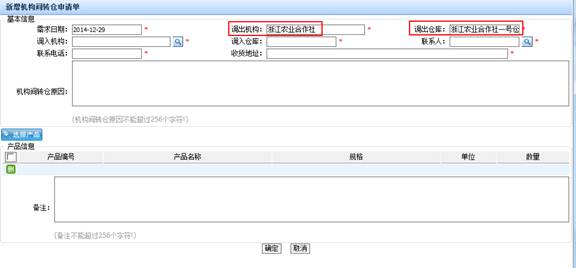 新增机构间转仓申请单
基本信息
需求日期: 2014-12-29 * 调出机构: 浙江农业合作社 * 调出仓库: 浙江农业合作社一号仓 *
调入机构: * 调入仓库: * 联系人: *
联系电话: * 收货地址: *
机构间转仓原因:
(机构间转仓原因不能超过256个字符!)
选择产品
产品信息
产品编号 产品名称 规格 单位 数量
备注:
(备注不能超过256个字符!)
确定 取消